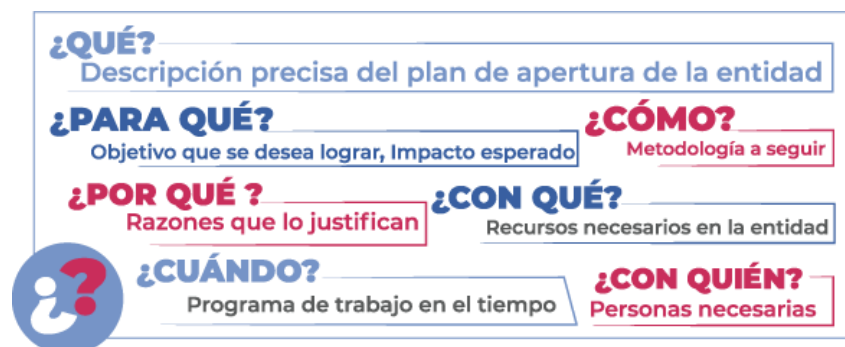 ¿QUÉ?
Descripción precisa del plan de apertura de la entidad
¿PARA QUÉ?
Objetivo que se desea lograr, Impacto esperado
¿CÓMO?
Metodología a seguir
¿POR QUÉ ?
Razones que lo justifican
¿CON QUÉ?
Recursos necesarios en la entidad
¿CUÁNDO?
Programa de trabajo en el tiempo
¿CON QUIÉN?
Personas necesarias
¿?